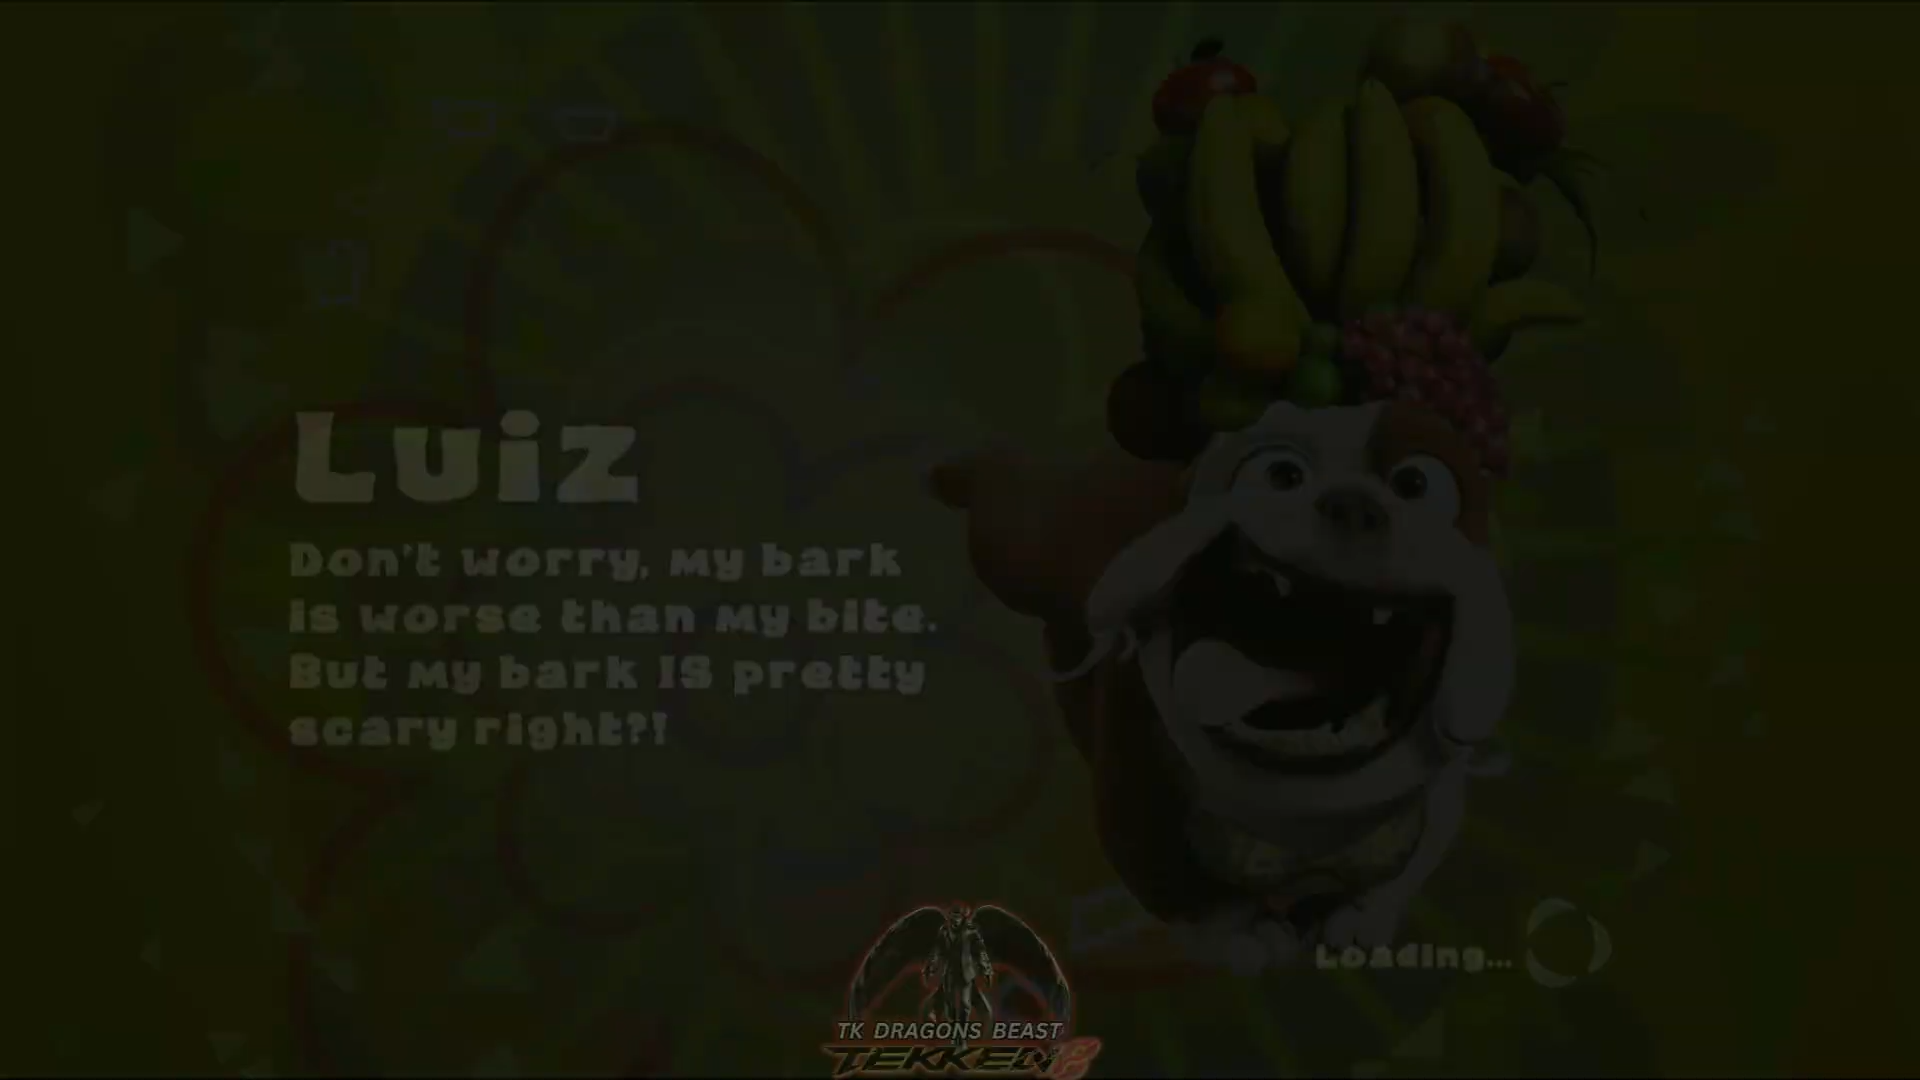 Luiz
Don't worry, my bark
is worse than my bite.
But my bark IS pretty
scary right?!
Loading...
TK DRAGONS BEAST
TEKKEN 8